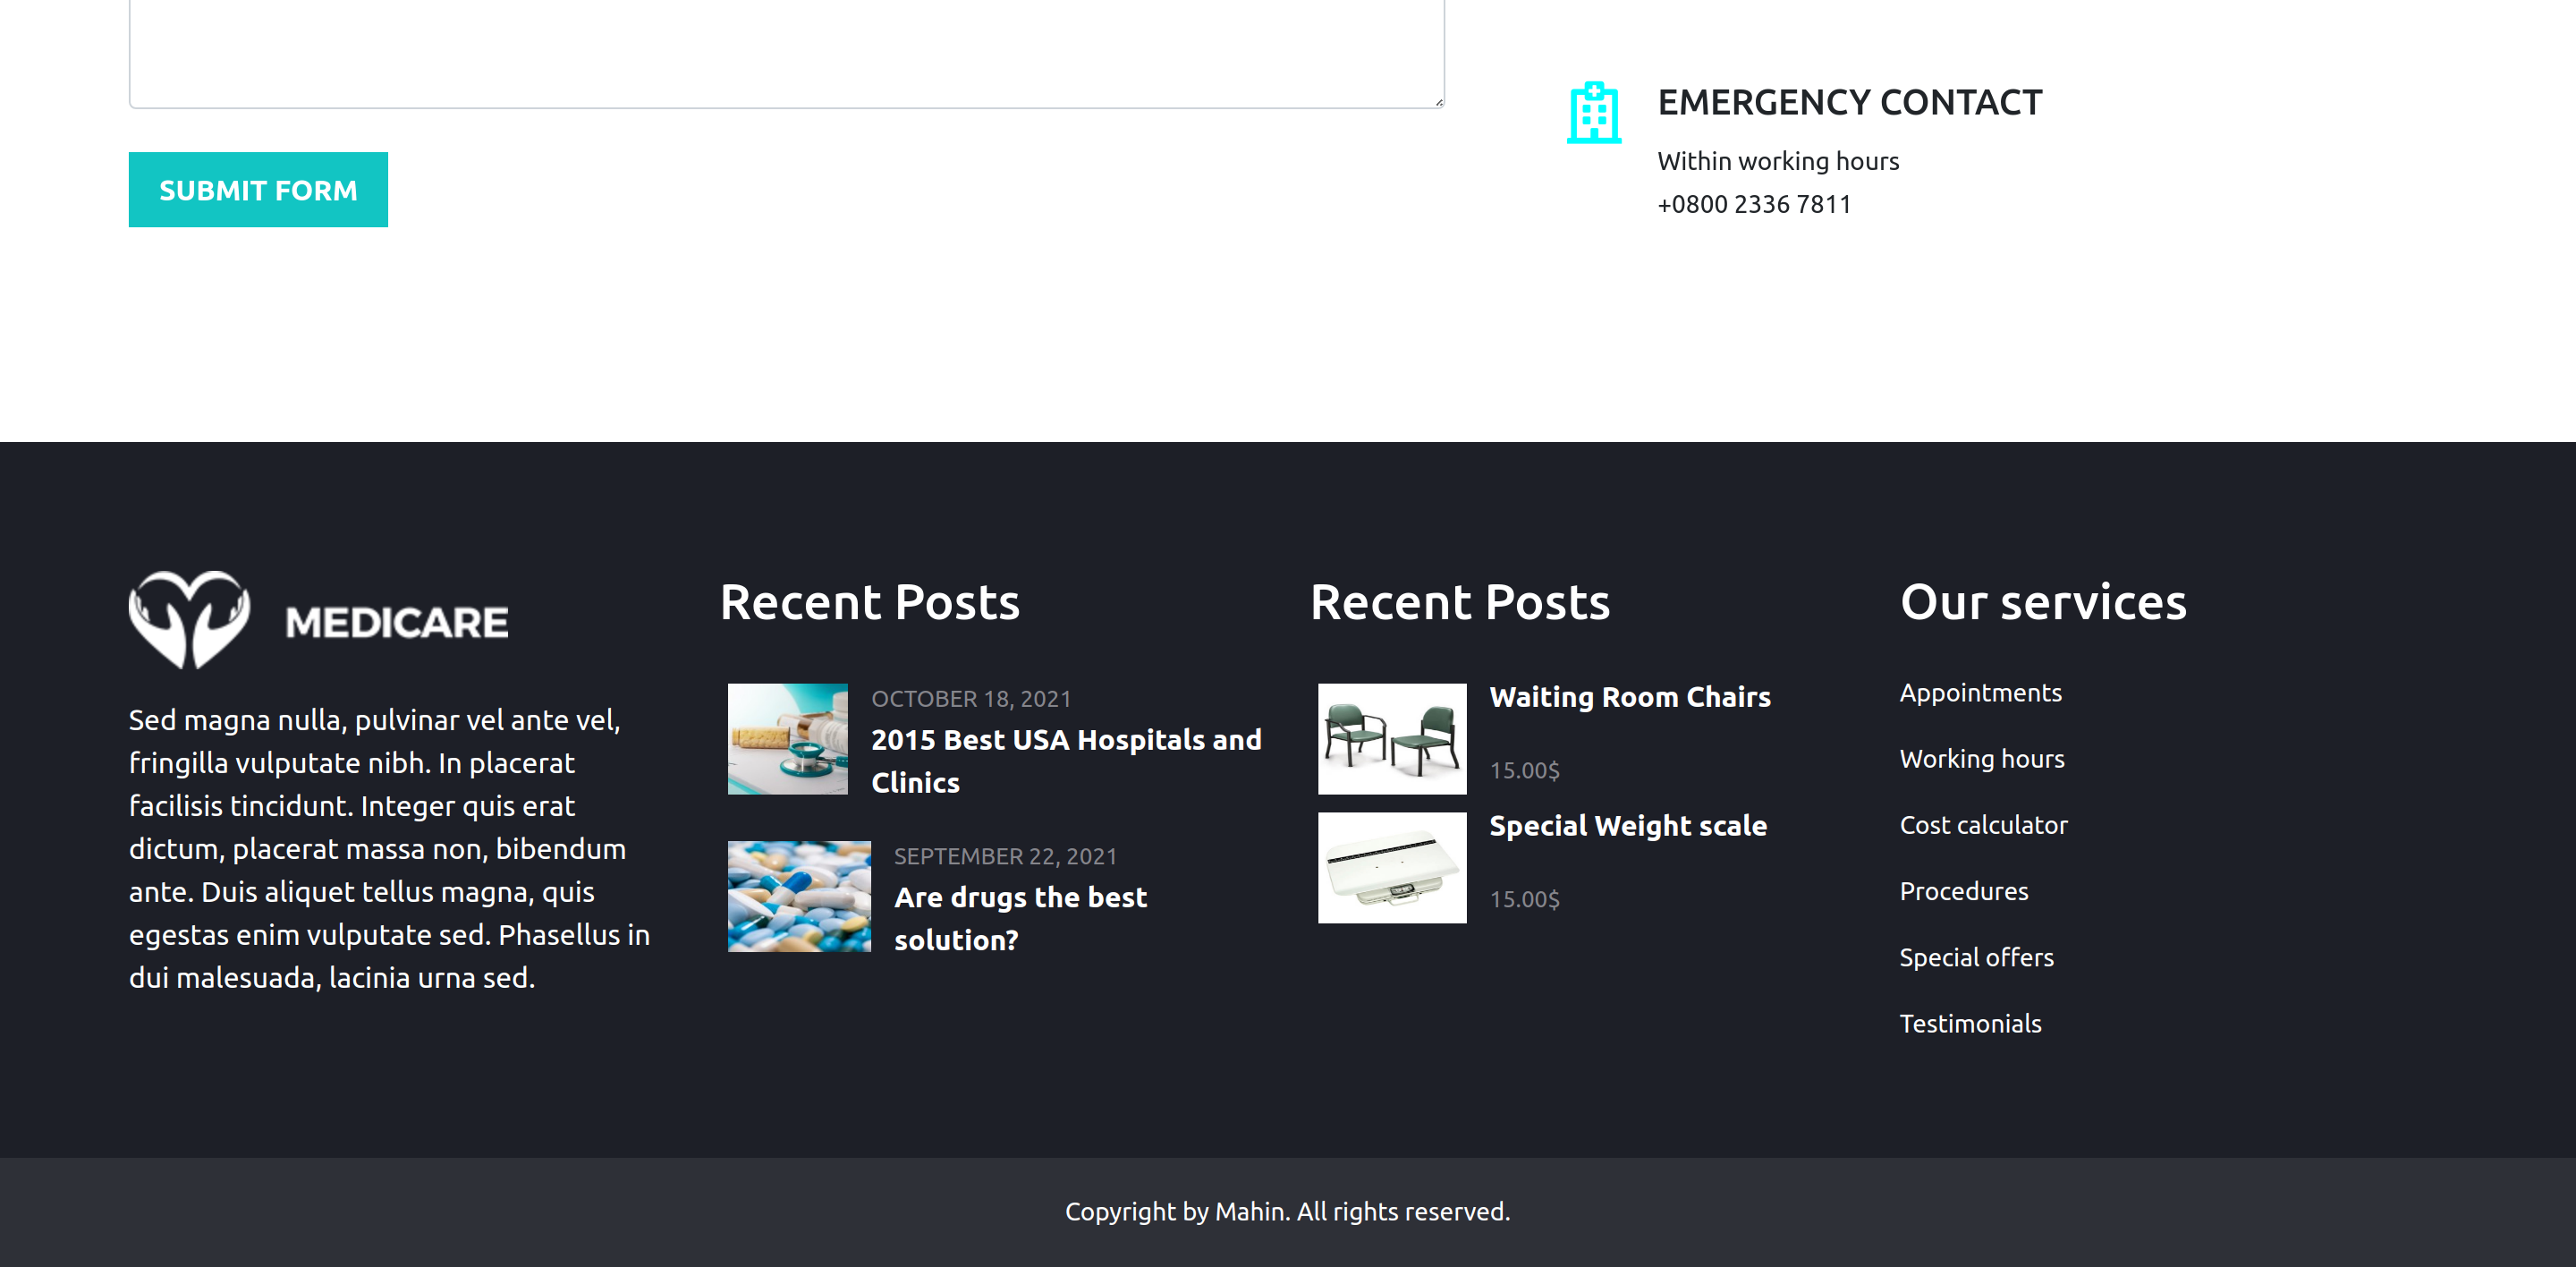 EMERGENCY CONTACT
Within working hours
+0800 2336 7811
SUBMIT FORM
MEDICARE
Sed magna nulla, pulvinar vel ante vel,
fringilla vulputate nibh. In placerat
facilisis tincidunt. Integer quis erat
dictum, placerat massa non, bibendum
ante. Duis aliquet tellus magna, quis
egestas enim vulputate sed. Phasellus in
dui malesuada, lacinia urna sed.
Recent Posts
OCTOBER 18, 2021
2015 Best USA Hospitals and
Clinics
SEPTEMBER 22, 2021
Are drugs the best
solution?
Recent Posts
Waiting Room Chairs
15.00$
Special Weight scale
15.00$
Our services
Appointments
Working hours
Cost calculator
Procedures
Special offers
Testimonials
Copyright by Mahin. All rights reserved.